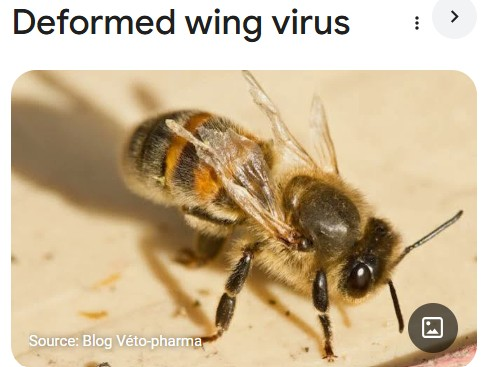 Deformed wing virus
Source: Blog Véto-pharma